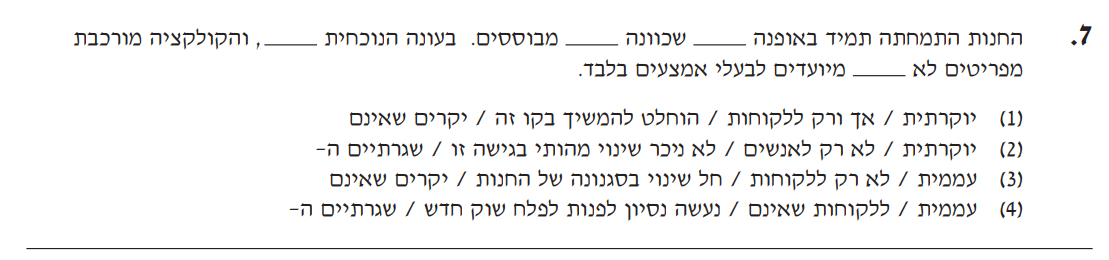 7. החנות התמחתה תמיד באופנה _____ שכוונה _____ מבוססים. בעונה הנוכחית _____, והקולקציה מורכבת
מפריטים לא _____ מיועדים לבעלי אמצעים בלבד.
(1) יוקרתית / אך ורק ללקוחות / הוחלט להמשיך בקו זה / יקרים שאינם
(2) יוקרתית / לא רק לאנשים / לא ניכר שינוי מהותי בגישה זו / שגרתיים ה-
(3) עממית / לא רק ללקוחות / חל שינוי בסגנונה של החנות / יקרים שאינם
(4) עממית / ללקוחות שאינם / נעשה נסיון לפנות לפלח שוק חדש / שגרתיים ה-